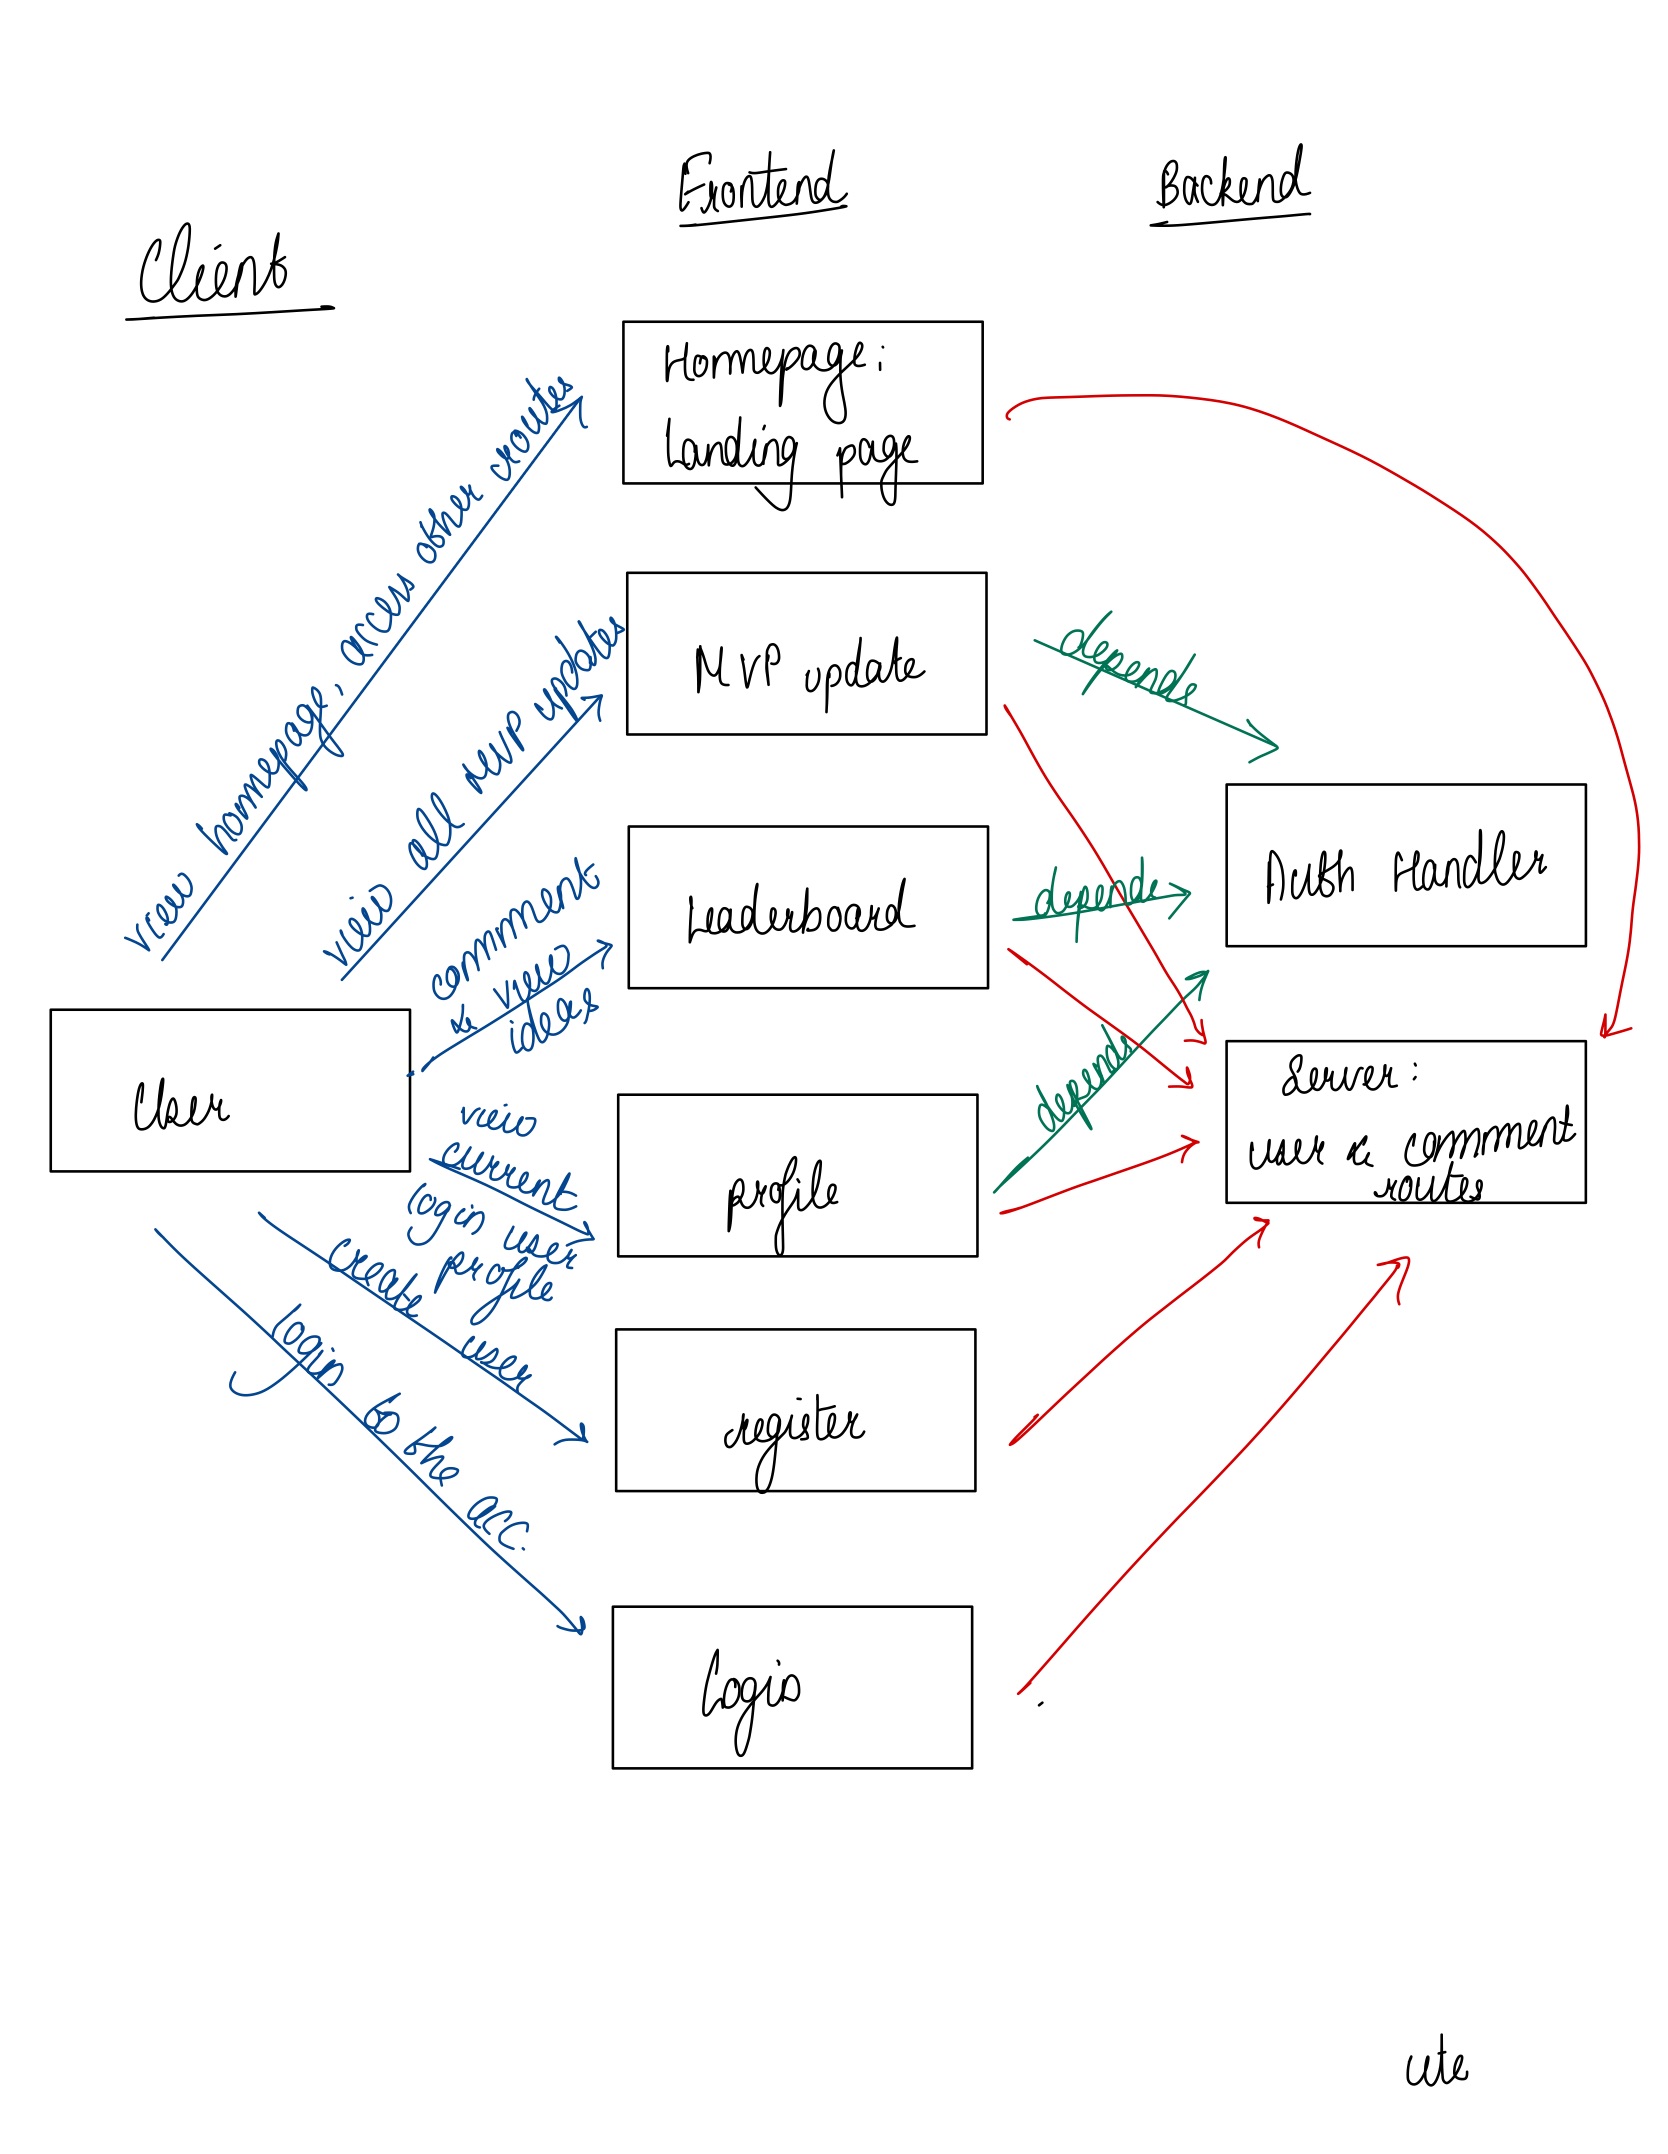 Frontend
Backend
Client
Homepage:
Landing page
view homepage, access other routes
MVP update
view all MVP updates
depends
Auth Handler
Leaderboard
comment
& view
ideas
depends
User
Server:
user & comment
routes
depends
profile
view
current
login user
profile
create user
register
login to the acc.
Login